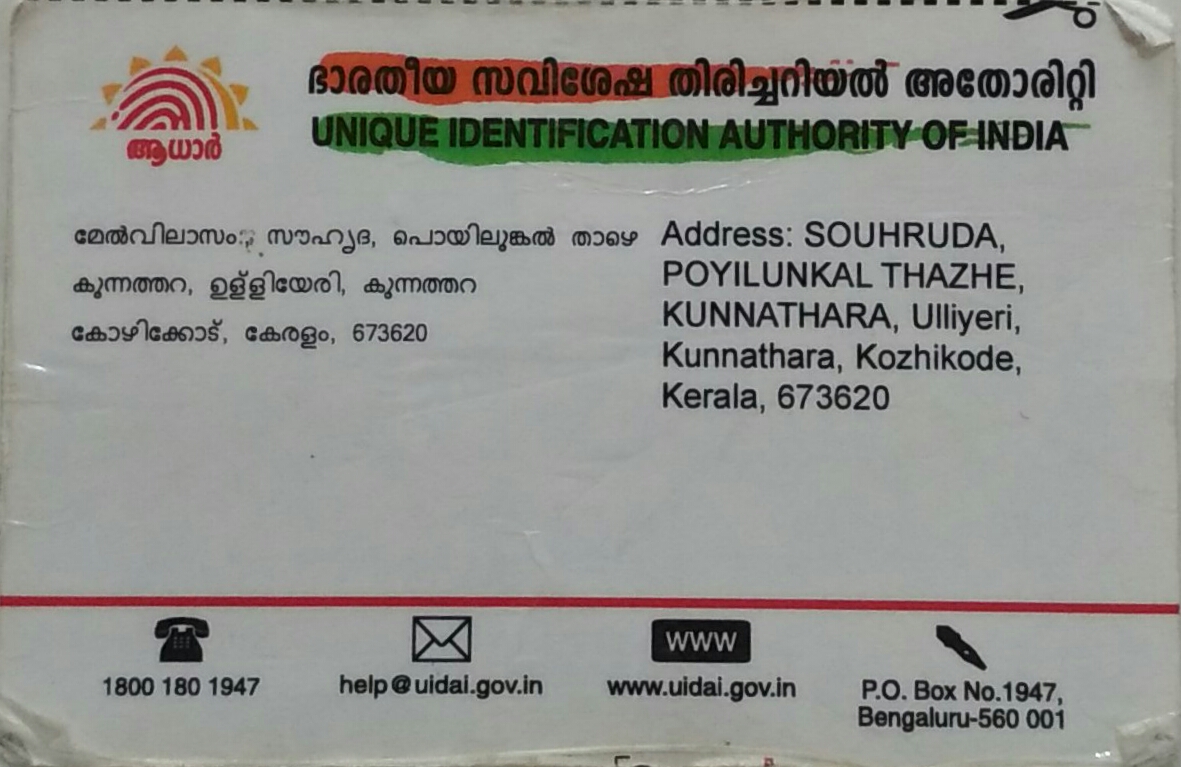 ആധാർ
ഭാരതീയ സവിശേഷ തിരിച്ചറിയൽ അതോരിറ്റി
UNIQUE IDENTIFICATION AUTHORITY OF INDIA
മേൽവിലാസം: സൗഹൃദ, പൊയിലുങ്കൽ താഴെ
കുന്നത്തറ, ഉള്ളിയേരി, കുന്നത്തറ
കോഴിക്കോട്, കേരളം, 673620
Address: SOUHRUDA,
POYILUNKAL THAZHE,
KUNNATHARA, Ulliyeri,
Kunnathara, Kozhikode,
Kerala, 673620
1800 180 1947
help@uidai.gov.in
www
www.uidai.gov.in
P.O. Box No.1947,
Bengaluru-560 001